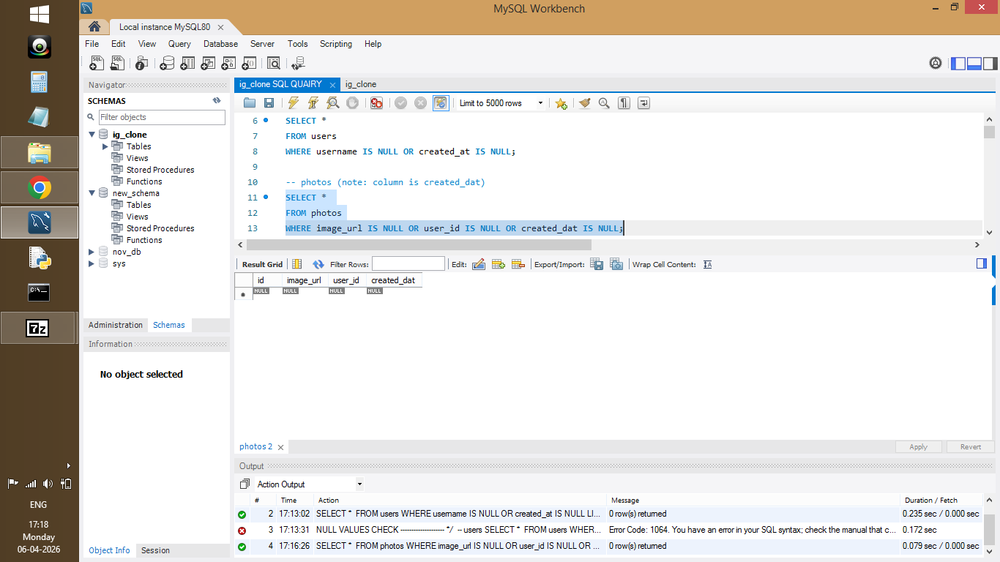 MySQL Workbench
Local instance MySQL80
File Edit View Query Database Server Tools Scripting Help
Navigator
SCHEMAS
Filter objects
ig_clone
Tables
Views
Stored Procedures
Functions
new_schema
Tables
Views
Stored Procedures
Functions
nov_db
sys
Administration Schemas
Information
No object selected
Object Info Session
ig_clone SQL QUAIRY ig_clone
Limit to 5000 rows
6 SELECT *
7 FROM users
8 WHERE username IS NULL OR created_at IS NULL;
9
10 -- photos (note: column is created_dat)
11 SELECT *
12 FROM photos
13 WHERE image_url IS NULL OR user_id IS NULL OR created_dat IS NULL;
Result Grid Filter Rows: Edit: Export/Import: Wrap Cell Content:
id image_url user_id created_dat
NULL NULL NULL NULL
photos 2
Apply Revert
Output
Action Output
# Time Action Message Duration / Fetch
2 17:13:02 SELECT * FROM users WHERE username IS NULL OR created_at IS NULL LI... 0 row(s) returned 0.235 sec / 0.000 sec
3 17:13:31 NULL VALUES CHECK -------------------- */ -- users SELECT * FROM users WHER... Error Code: 1064. You have an error in your SQL syntax; check the manual that c... 0.172 sec
4 17:16:26 SELECT * FROM photos WHERE image_url IS NULL OR user_id IS NULL OR ... 0 row(s) returned 0.079 sec / 0.000 sec
7z
ENG
17:18
Monday
06-04-2026